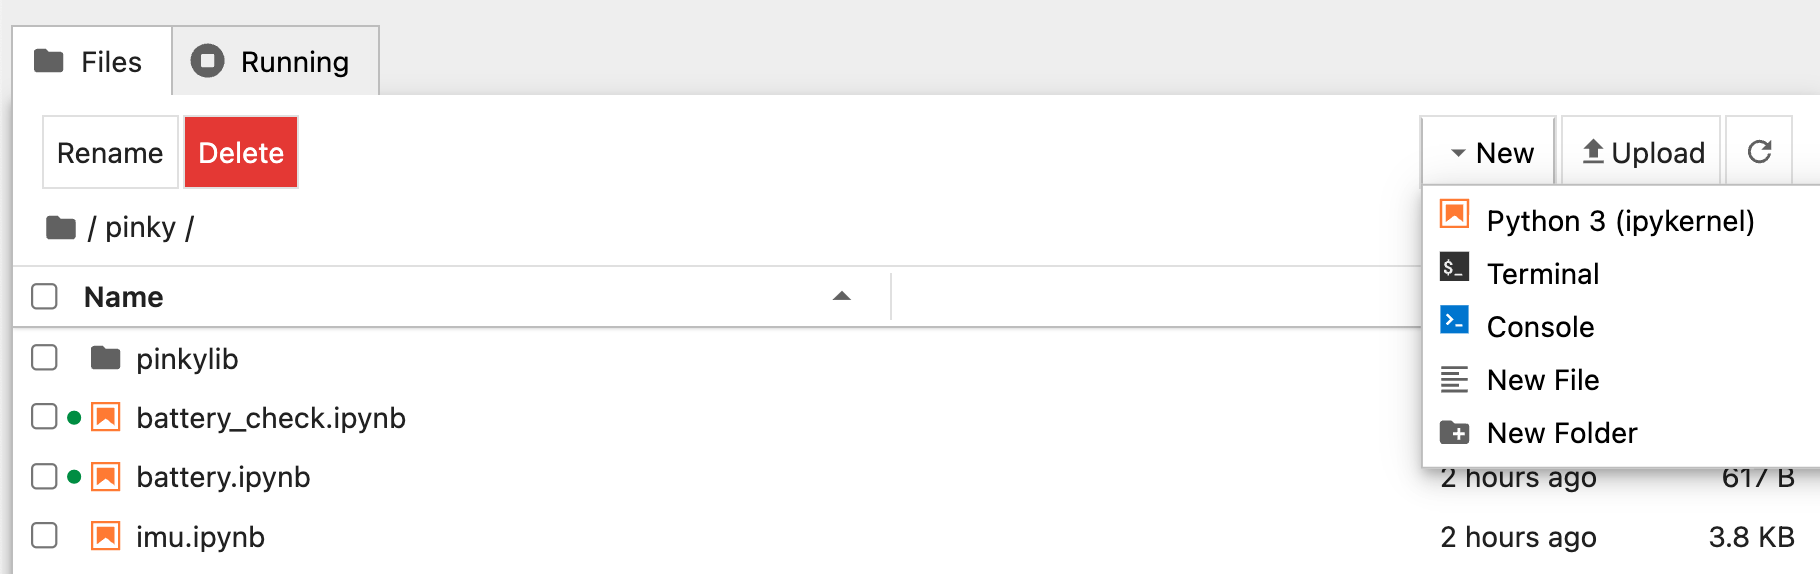 Files Running
Rename Delete New Upload
Python 3 (ipykernel)
/ pinky /
$_ Terminal
Name
>_ Console
pinkylib
New File
battery_check.ipynb
New Folder
battery.ipynb 2 hours ago 617 B
imu.ipynb 2 hours ago 3.8 KB